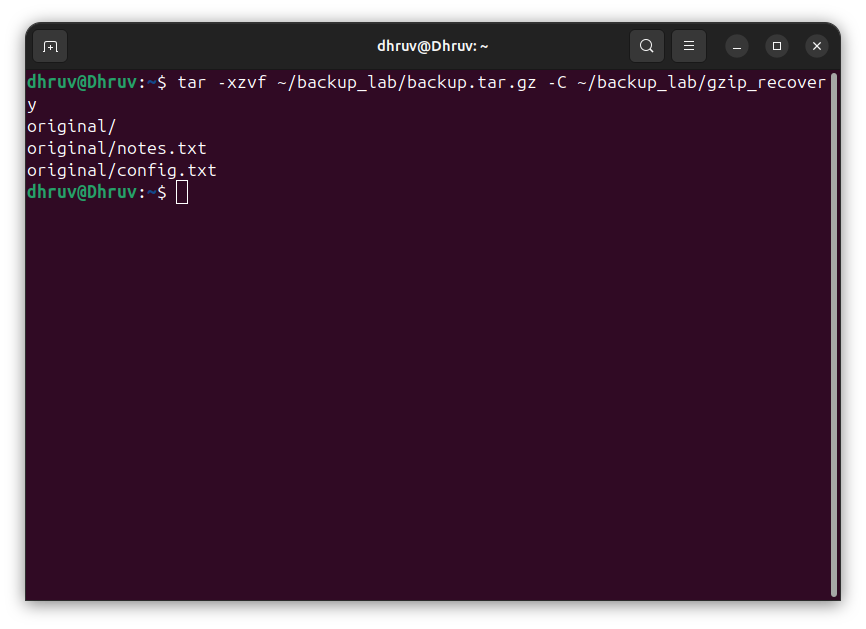 dhruv@Dhruv: ~
dhruv@Dhruv:~$ tar -xzvf ~/backup_lab/backup.tar.gz -C ~/backup_lab/gzip_recover
y
original/
original/notes.txt
original/config.txt
dhruv@Dhruv:~$